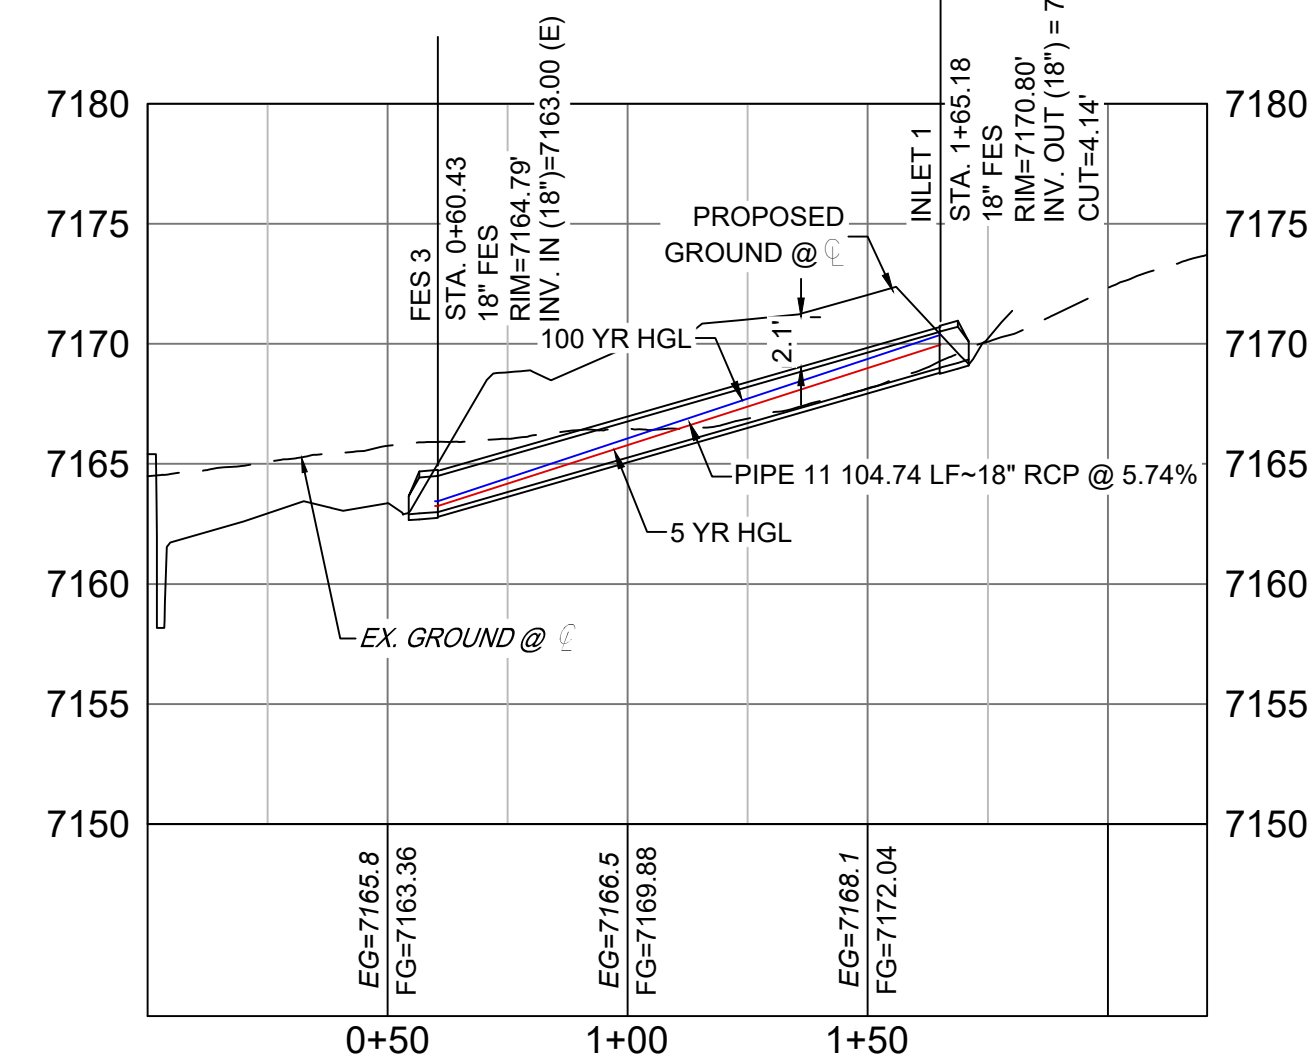 7180
7175
7170
7165
7160
7155
7150
7180
7175
7170
7165
7160
7155
7150
FES 3
STA. 0+60.43
18" FES
RIM=7164.79'
INV. IN (18")=7163.00 (E)
INLET 1
STA. 1+65.18
18" FES
RIM=7170.80'
INV. OUT (18") = 7
CUT=4.14'
PROPOSED
GROUND @ ℄
100 YR HGL
2.1'
PIPE 11 104.74 LF~18" RCP @ 5.74%
5 YR HGL
EX. GROUND @ ℄
EG=7165.8
FG=7163.36
EG=7166.5
FG=7169.88
EG=7168.1
FG=7172.04
0+50
1+00
1+50